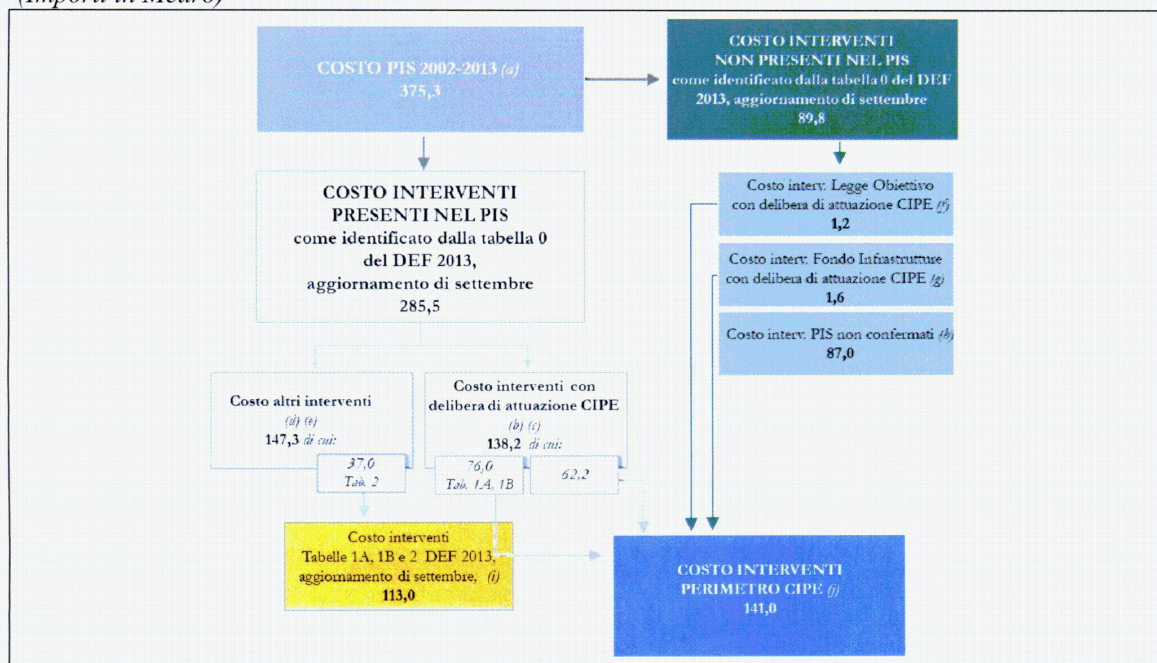 (Importi in Meuro)
COSTO PIS 2002-2013 (a)
375,3
COSTO INTERVENTI
NON PRESENTI NEL PIS
come identificato dalla tabella 0 del DEF
2013, aggiornamento di settembre
89,8
COSTO INTERVENTI
PRESENTI NEL PIS
come identificato dalla tabella 0
del DEF 2013,
aggiornamento di settembre
285,5
Costo interv. Legge Obiettivo
con delibera di attuazione CIPE (f)
1,2
Costo interv. Fondo Infrastrutture
con delibera di attuazione CIPE (g)
1,6
Costo interv. PIS non confermati (h)
87,0
Costo altri interventi
(d) (e)
147,3 di cui:
37,0
Tab. 2
Costo interventi con
delibera di attuazione CIPE
(b) (c)
138,2 di cui:
76,0
Tab. 1A, 1B
62,2
Costo interventi
Tabelle 1A, 1B e 2 DEF 2013,
aggiornamento di settembre, (i)
113,0
COSTO INTERVENTI
PERIMETRO CIPE (j)
141,0